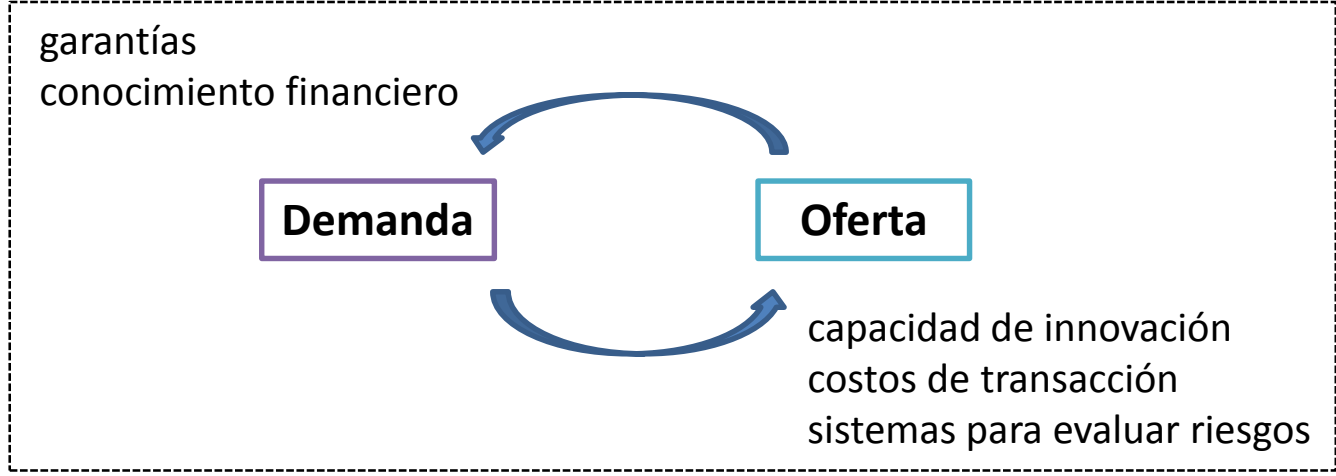 garantías
conocimiento financiero
Demanda
Oferta
capacidad de innovación
costos de transacción
sistemas para evaluar riesgos